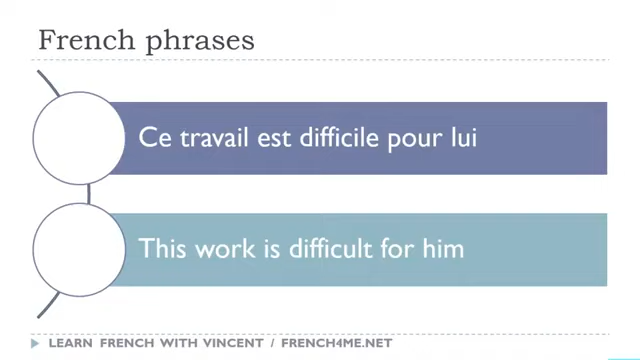 French phrases
Ce travail est difficile pour lui
This work is difficult for him
LEARN FRENCH WITH VINCENT / FRENCH4ME.NET